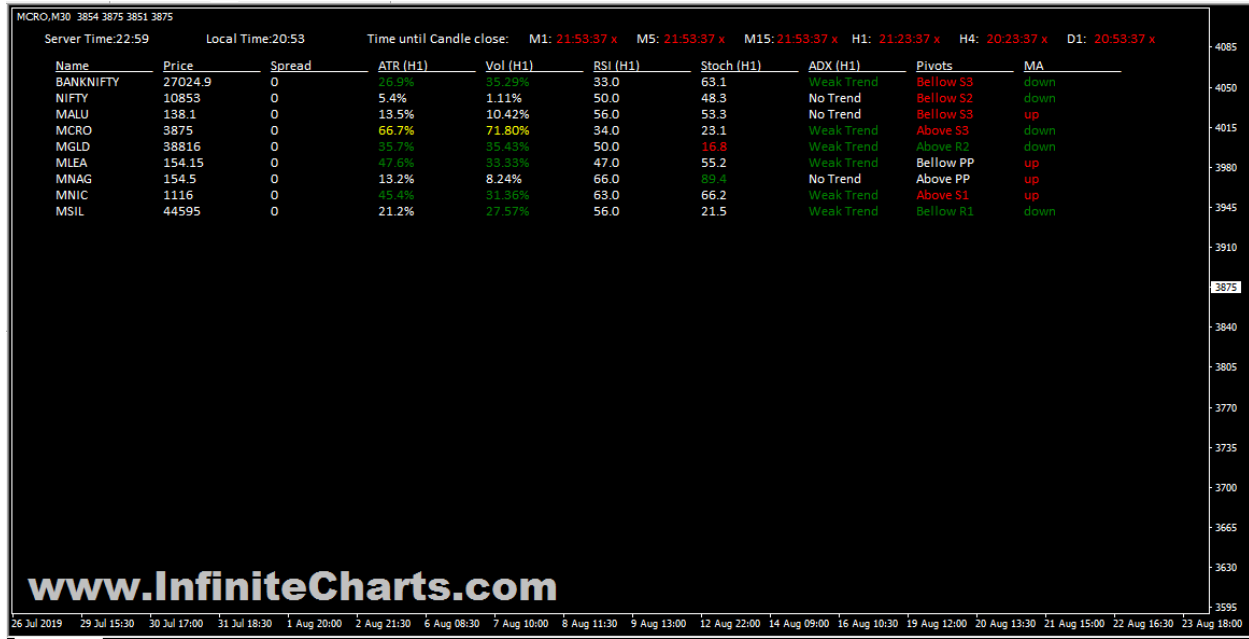 MCRO,M30 3854 3875 3851 3875
Server Time:22:59 Local Time:20:53 Time until Candle close: M1: 21:53:37 x M5: 21:53:37 x M15: 21:53:37 x H1: 21:23:37 x H4: 20:23:37 x D1: 20:53:37 x
Name Price Spread ATR (H1) Vol (H1) RSI (H1) Stoch (H1) ADX (H1) Pivots MA
BANKNIFTY 27024.9 0 26.9% 35.29% 33.0 63.1 Weak Trend Bellow S3 down
NIFTY 10853 0 5.4% 1.11% 50.0 48.3 No Trend Bellow S2 down
MALU 138.1 0 13.5% 10.42% 56.0 53.3 No Trend Bellow S3 up
MCRO 3875 0 66.7% 71.80% 34.0 23.1 Weak Trend Above S3 down
MGLD 38816 0 35.7% 35.43% 50.0 16.8 Weak Trend Above R2 down
MLEA 154.15 0 47.6% 33.33% 47.0 55.2 Weak Trend Bellow PP up
MNAG 154.5 0 13.2% 8.24% 66.0 89.4 No Trend Above PP up
MNIC 1116 0 45.4% 31.36% 63.0 66.2 Weak Trend Above S1 up
MSIL 44595 0 21.2% 27.57% 56.0 21.5 Weak Trend Bellow R1 down
4085
4050
4015
3980
3945
3910
3875
3840
3805
3770
3735
3700
3665
3630
3595
www.InfiniteCharts.com
26 Jul 2019 29 Jul 15:30 30 Jul 17:00 31 Jul 18:30 1 Aug 20:00 2 Aug 21:30 6 Aug 08:30 7 Aug 10:00 8 Aug 11:30 9 Aug 13:00 12 Aug 22:00 14 Aug 09:00 16 Aug 10:30 19 Aug 12:00 20 Aug 13:30 21 Aug 15:00 22 Aug 16:30 23 Aug 18:00